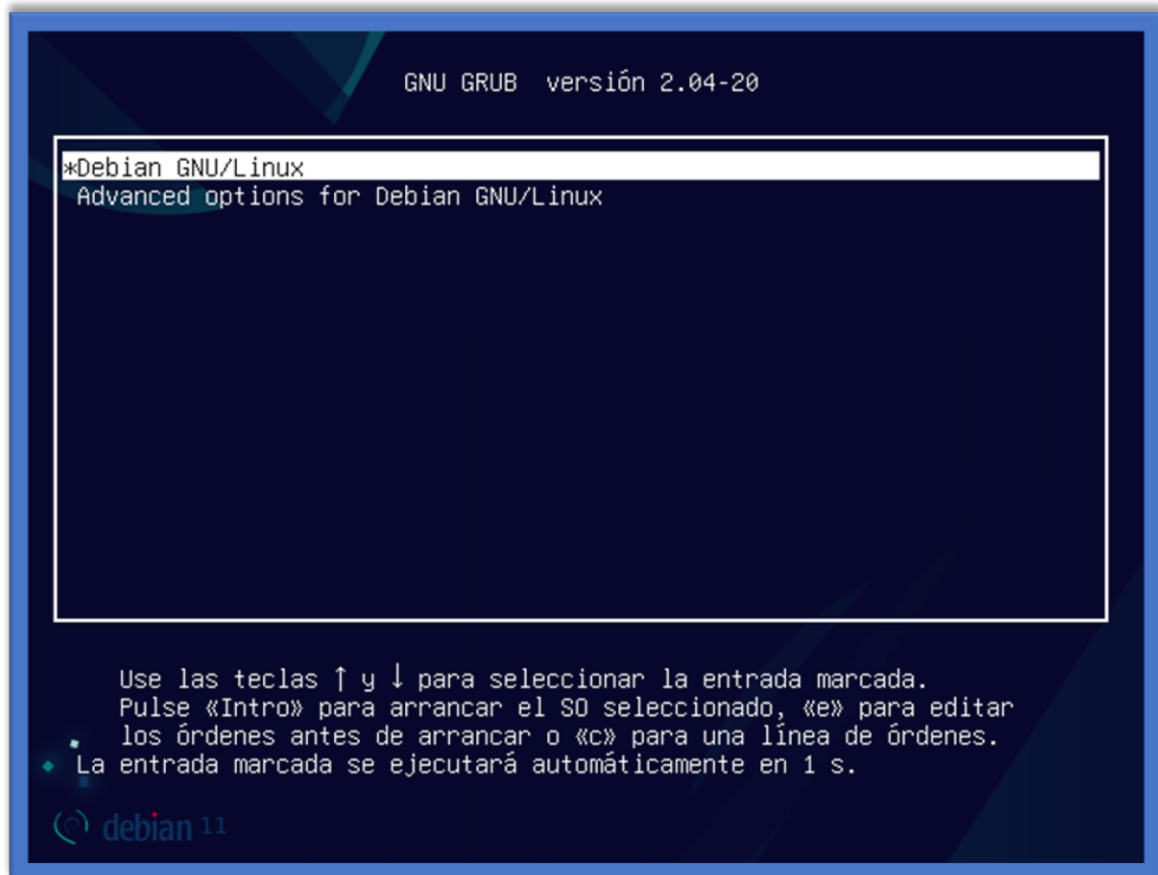 GNU GRUB versión 2.04-20
*Debian GNU/Linux
Advanced options for Debian GNU/Linux
Use las teclas ↑ y ↓ para seleccionar la entrada marcada.
Pulse «Intro» para arrancar el SO seleccionado, «e» para editar
los órdenes antes de arrancar o «c» para una línea de órdenes.
La entrada marcada se ejecutará automáticamente en 1 s.
debian 11